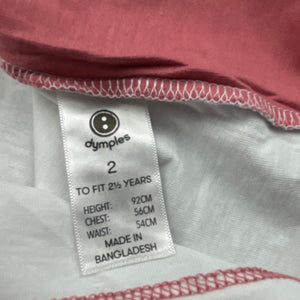 dymples
2
TO FIT 2½ YEARS
HEIGHT: 92CM
CHEST: 56CM
WAIST: 54CM
MADE IN
BANGLADESH